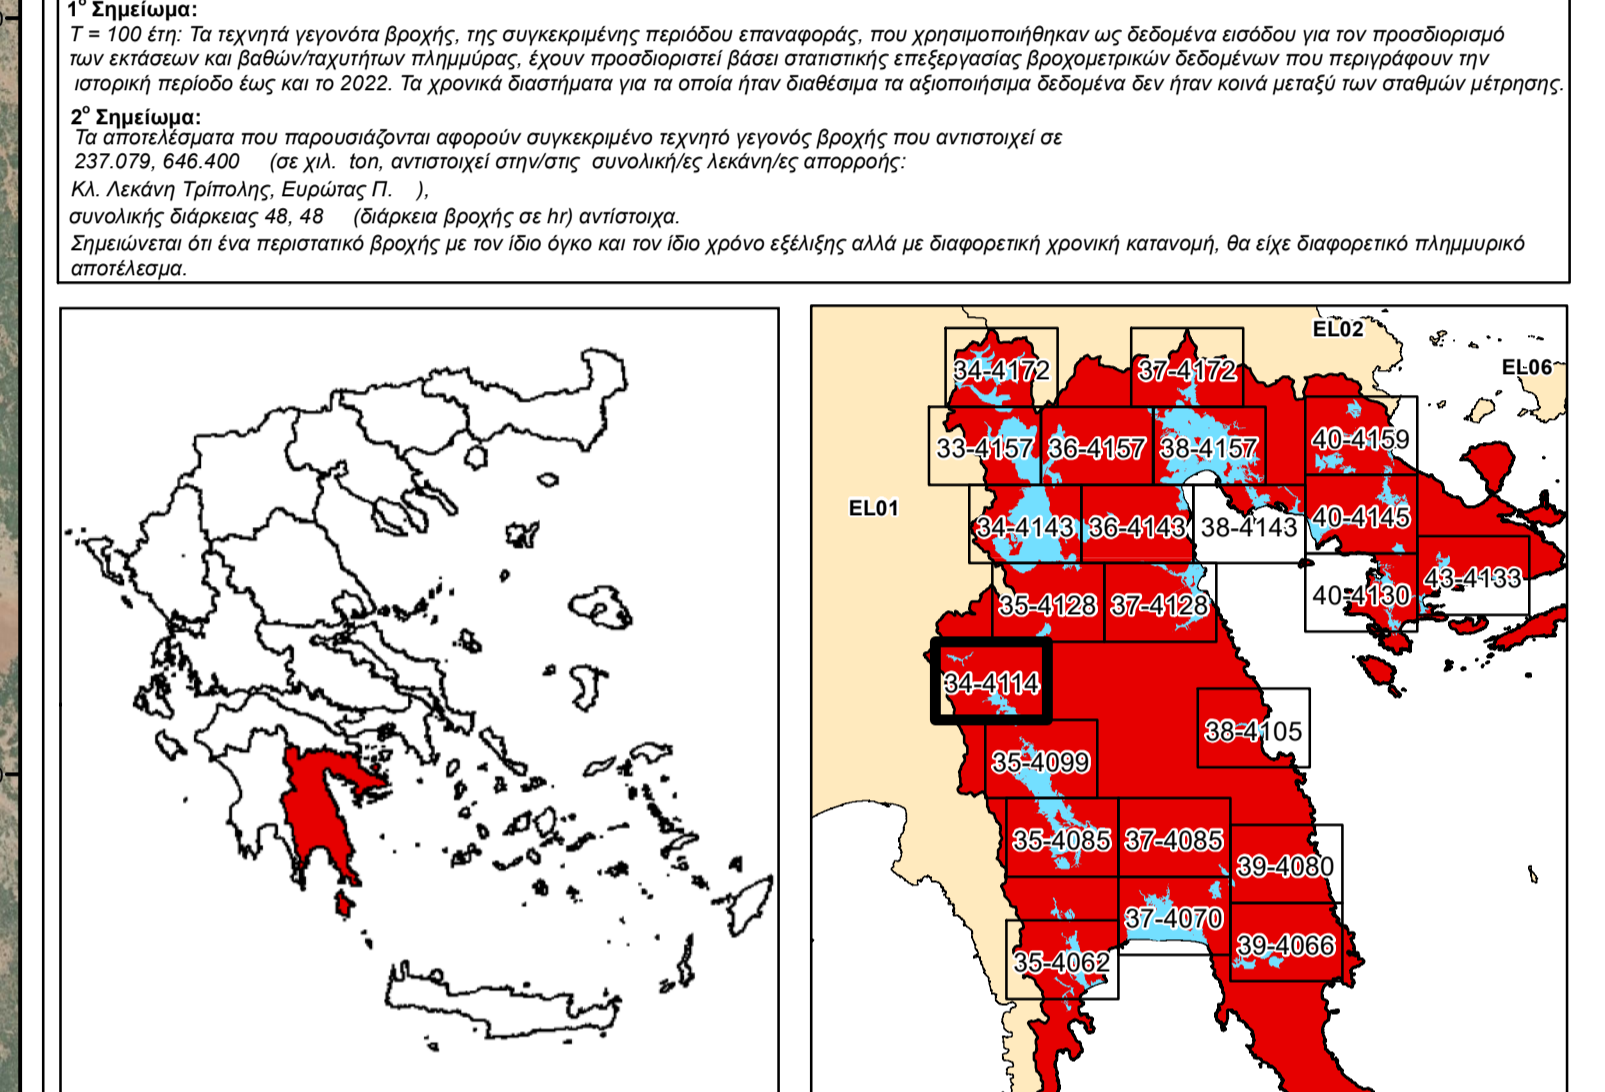 1° Σημείωμα:
T = 100 έτη: Τα τεχνητά γεγονότα βροχής, της συγκεκριμένης περιόδου επαναφοράς, που χρησιμοποιήθηκαν ως δεδομένα εισόδου για τον προσδιορισμό
των εκτάσεων και βαθών/ταχυτήτων πλημμύρας, έχουν προσδιοριστεί βάσει στατιστικής επεξεργασίας βροχομετρικών δεδομένων που περιγράφουν την
ιστορική περίοδο έως και το 2022. Τα χρονικά διαστήματα για τα οποία ήταν διαθέσιμα τα αξιοποιήσιμα δεδομένα δεν ήταν κοινά μεταξύ των σταθμών μέτρησης.
2° Σημείωμα:
Τα αποτελέσματα που παρουσιάζονται αφορούν συγκεκριμένο τεχνητό γεγονός βροχής που αντιστοιχεί σε
237.079, 646.400 (σε χιλ. ton, αντιστοιχεί στην/στις συνολική/ες λεκάνη/ες απορροής:
Κλ. Λεκάνη Τρίπολης, Ευρώτας Π. ),
συνολικής διάρκειας 48, 48 (διάρκεια βροχής σε hr) αντίστοιχα.
Σημειώνεται ότι ένα περιστατικό βροχής με τον ίδιο όγκο και τον ίδιο χρόνο εξέλιξης αλλά με διαφορετική χρονική κατανομή, θα είχε διαφορετικό πλημμυρικό
αποτέλεσμα.
EL02
EL06
34-4172
37-4172
33-4157
36-4157
38-4157
40-4159
EL01
34-4143
36-4143
38-4143
40-4145
35-4128
37-4128
40-4130
43-4133
34-4114
38-4105
35-4099
35-4085
37-4085
39-4080
37-4070
39-4066
35-4062